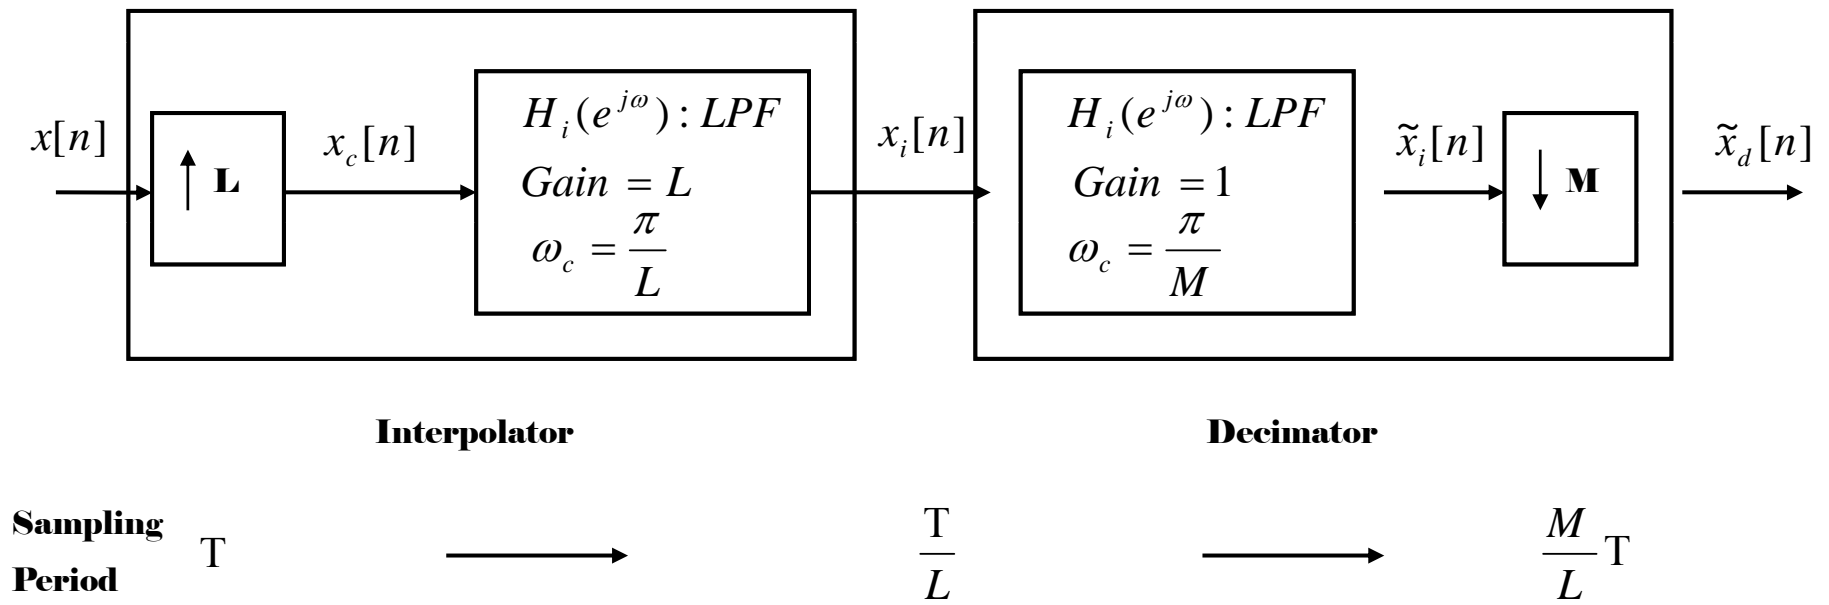 x[n]
↑ L
x_c[n]
H_i(e^{jω}) : LPF
Gain = L
ω_c = π/L
x_i[n]
H_i(e^{jω}) : LPF
Gain = 1
ω_c = π/M
x̃_i[n]
↓ M
x̃_d[n]
Interpolator
Decimator
Sampling
Period
T
T/L
M/L T